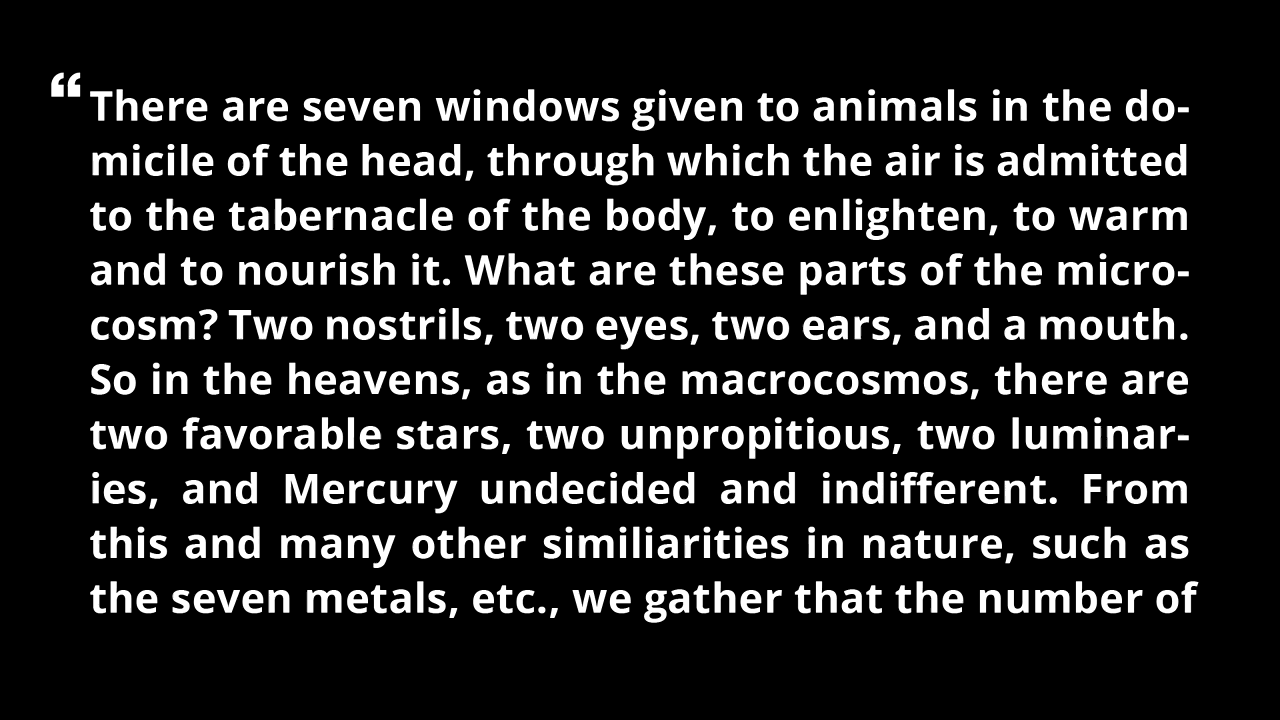 “There are seven windows given to animals in the do-
micile of the head, through which the air is admitted
to the tabernacle of the body, to enlighten, to warm
and to nourish it. What are these parts of the micro-
cosm? Two nostrils, two eyes, two ears, and a mouth.
So in the heavens, as in the macrocosmos, there are
two favorable stars, two unpropitious, two luminar-
ies, and Mercury undecided and indifferent. From
this and many other similiarities in nature, such as
the seven metals, etc., we gather that the number of